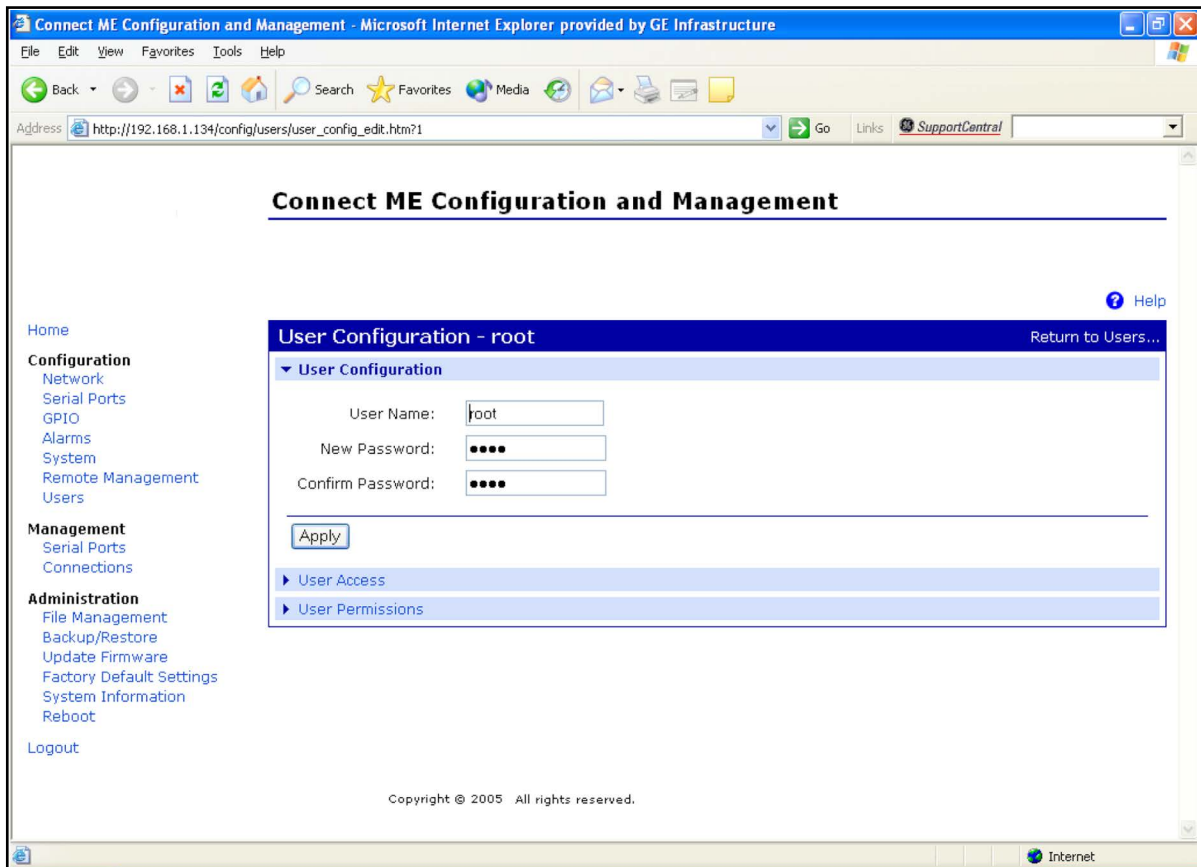 Connect ME Configuration and Management - Microsoft Internet Explorer provided by GE Infrastructure
File Edit View Favorites Tools Help
Back Search Favorites Media
Address http://192.168.1.134/config/users/user_config_edit.htm?1 Go Links SupportCentral
Connect ME Configuration and Management
? Help
Home
Configuration
Network
Serial Ports
GPIO
Alarms
System
Remote Management
Users
Management
Serial Ports
Connections
Administration
File Management
Backup/Restore
Update Firmware
Factory Default Settings
System Information
Reboot
Logout
User Configuration - root Return to Users...
User Configuration
User Name: root
New Password: ••••
Confirm Password: ••••
Apply
User Access
User Permissions
Copyright © 2005 All rights reserved.
Internet